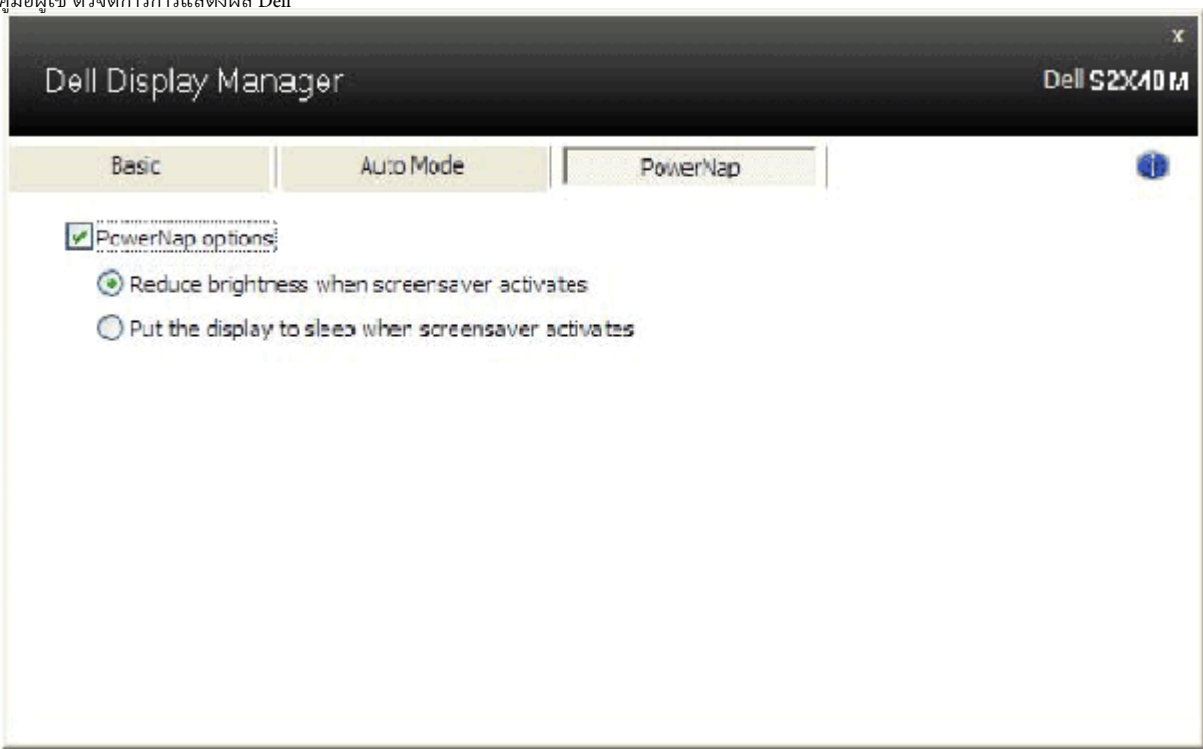 คู่มือผู้ใช้ ตัวจัดการการแสดงผล Dell
x
Dell Display Manager
Dell S2X40 M
Basic
Auto Mode
PowerNap
PowerNap options
Reduce brightness when screensaver activates
Put the display to sleep when screensaver activates